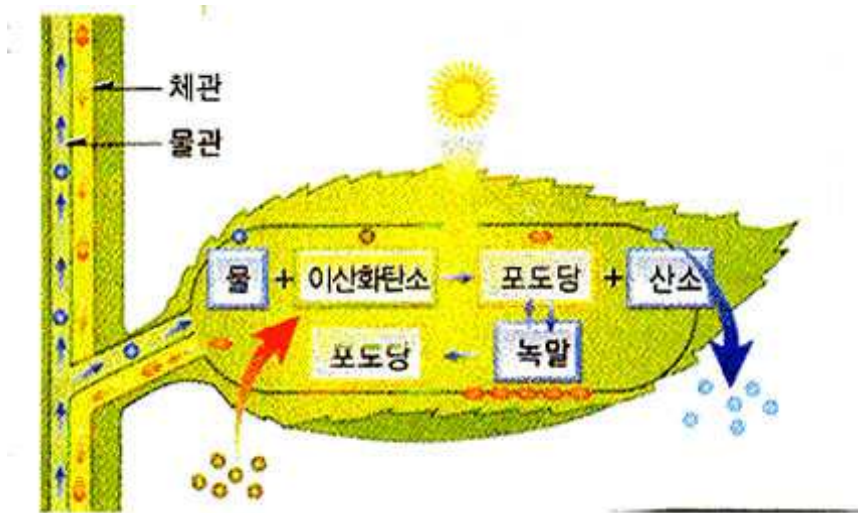 체관
물관
물 + 이산화탄소 → 포도당 + 산소
포도당 ← 녹말